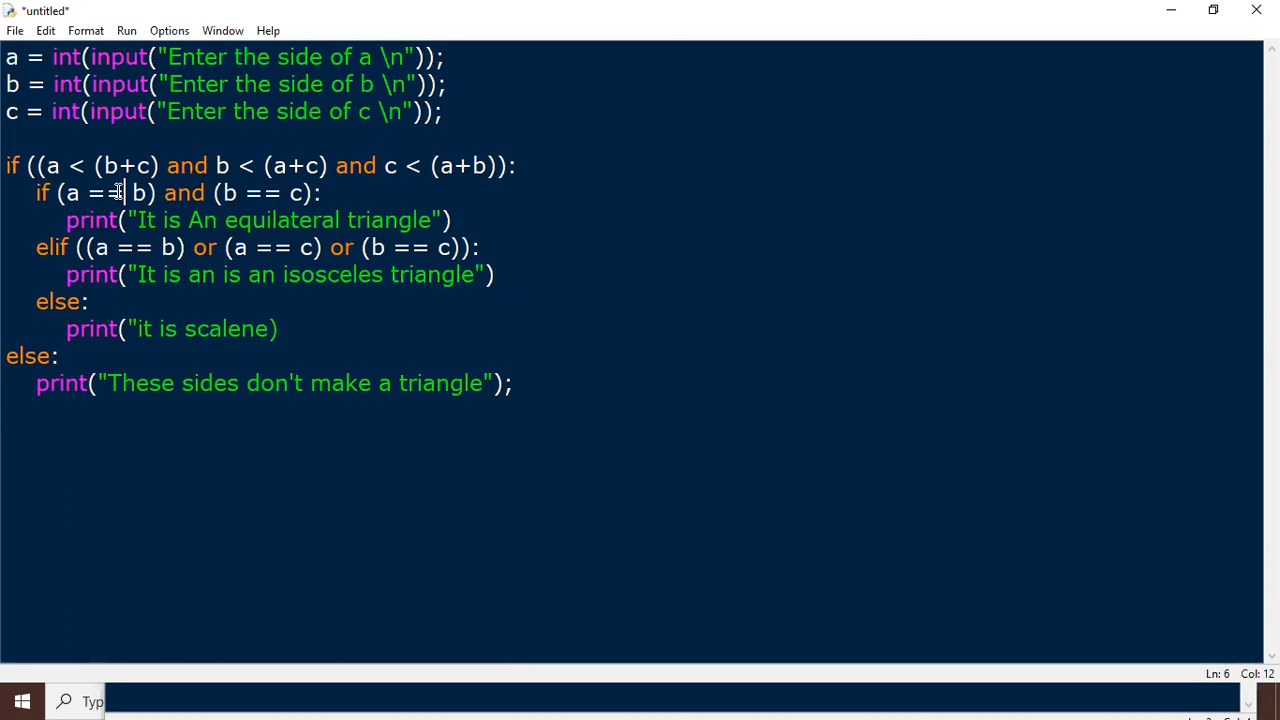 *untitled*
File Edit Format Run Options Window Help
a = int(input("Enter the side of a \n"));
b = int(input("Enter the side of b \n"));
c = int(input("Enter the side of c \n"));
if ((a < (b+c) and b < (a+c) and c < (a+b)):
if (a == b) and (b == c):
print("It is An equilateral triangle")
elif ((a == b) or (a == c) or (b == c)):
print("It is an is an isosceles triangle")
else:
print("it is scalene)
else:
print("These sides don't make a triangle");
Ln: 6 Col: 12
Typ